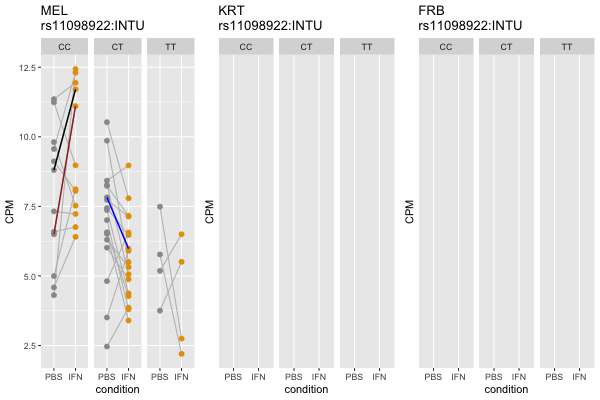 MEL
rs11098922:INTU
CC CT TT
12.5
10.0
7.5
5.0
2.5
CPM
PBS IFN PBS IFN PBS IFN
condition
KRT
rs11098922:INTU
CC CT TT
CPM
PBS IFN PBS IFN PBS IFN
condition
FRB
rs11098922:INTU
CC CT TT
CPM
PBS IFN PBS IFN PBS IFN
condition